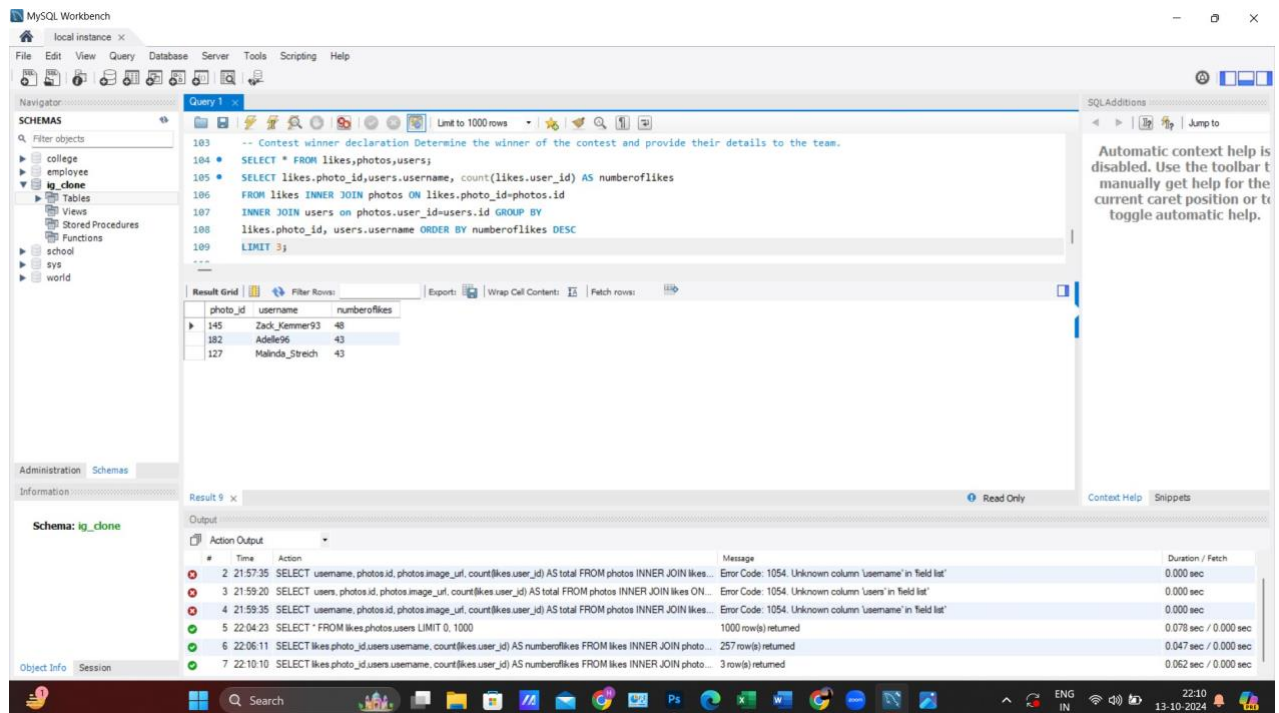 MySQL Workbench
local instance
File Edit View Query Database Server Tools Scripting Help
Navigator
SCHEMAS
Filter objects
college
employee
ig_clone
Tables
Views
Stored Procedures
Functions
school
sys
world
Administration Schemas
Information
Schema: ig_clone
Object Info Session
Query 1
Limit to 1000 rows
103 -- Contest winner declaration Determine the winner of the contest and provide their details to the team.
104 SELECT * FROM likes,photos,users;
105 SELECT likes.photo_id,users.username, count(likes.user_id) AS numberoflikes
106 FROM likes INNER JOIN photos ON likes.photo_id=photos.id
107 INNER JOIN users on photos.user_id=users.id GROUP BY
108 likes.photo_id, users.username ORDER BY numberoflikes DESC
109 LIMIT 3;
Result Grid Filter Rows: Export: Wrap Cell Content: Fetch rows:
photo_id username numberoflikes
145 Zack_Kemmer93 48
182 Adelle96 43
127 Malinda_Streich 43
Result 9 Read Only
SQLAdditions
Jump to
Automatic context help is
disabled. Use the toolbar t
manually get help for the
current caret position or to
toggle automatic help.
Context Help Snippets
Output
Action Output
# Time Action Message Duration / Fetch
2 21:57:35 SELECT username, photos.id, photos.image_url, count(likes.user_id) AS total FROM photos INNER JOIN likes... Error Code: 1054. Unknown column 'username' in 'field list' 0.000 sec
3 21:59:20 SELECT users, photos.id, photos.image_url, count(likes.user_id) AS total FROM photos INNER JOIN likes ON... Error Code: 1054. Unknown column 'users' in 'field list' 0.000 sec
4 21:59:35 SELECT username, photos.id, photos.image_url, count(likes.user_id) AS total FROM photos INNER JOIN likes... Error Code: 1054. Unknown column 'username' in 'field list' 0.000 sec
5 22:04:23 SELECT * FROM likes,photos,users LIMIT 0, 1000 1000 row(s) returned 0.078 sec / 0.000 sec
6 22:06:11 SELECT likes.photo_id,users.username, count(likes.user_id) AS numberoflikes FROM likes INNER JOIN photo... 257 row(s) returned 0.047 sec / 0.000 sec
7 22:10:10 SELECT likes.photo_id,users.username, count(likes.user_id) AS numberoflikes FROM likes INNER JOIN photo... 3 row(s) returned 0.062 sec / 0.000 sec
Search
ENG
IN
22:10
13-10-2024